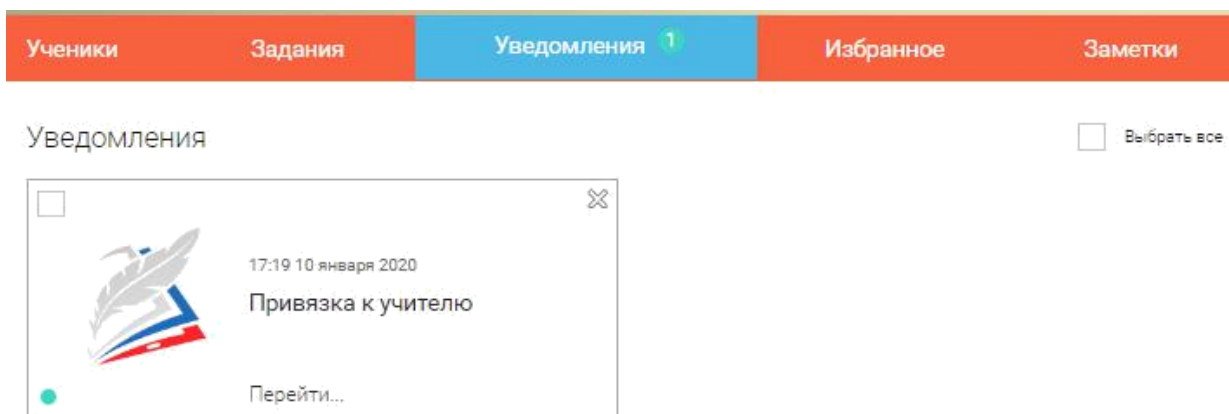 Ученики Задания Уведомления 1 Избранное Заметки
Уведомления
Выбрать все
17:19 10 января 2020
Привязка к учителю
Перейти...